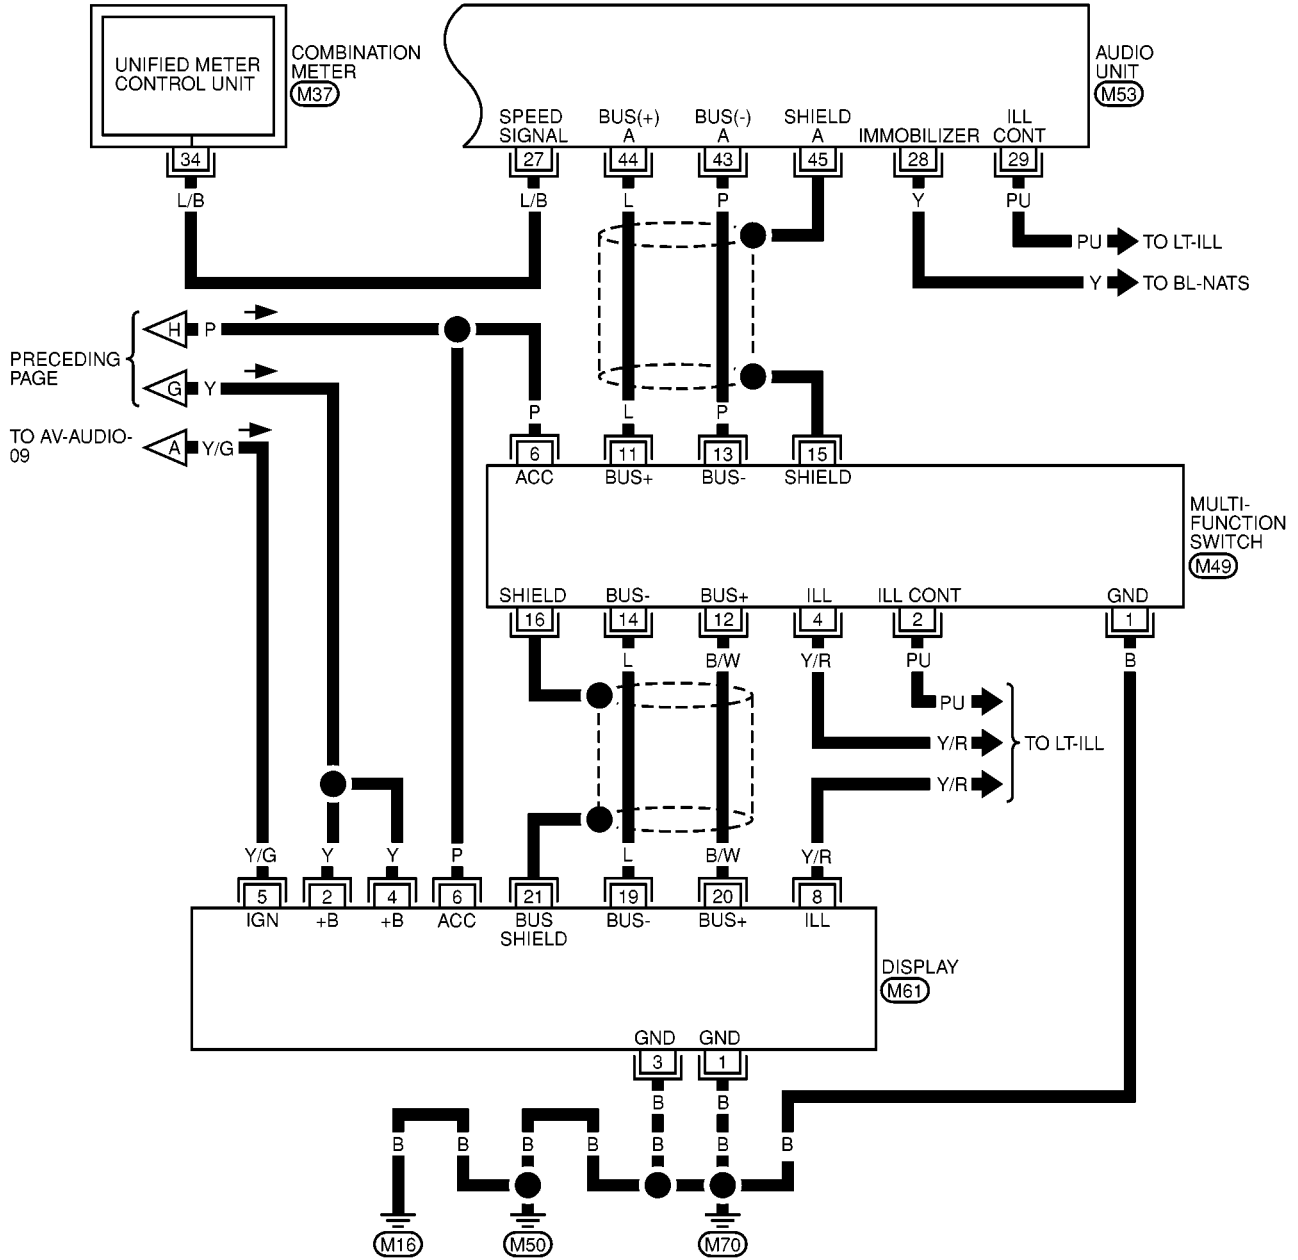 UNIFIED METER
CONTROL UNIT
COMBINATION
METER
M37
AUDIO
UNIT
M53
SPEED
SIGNAL
BUS(+)
A
BUS(-)
A
SHIELD
A
IMMOBILIZER
ILL
CONT
34
27
44
43
45
28
29
L/B
L/B
L
P
Y
PU
PU
TO LT-ILL
Y
TO BL-NATS
PRECEDING
PAGE
H
P
G
Y
TO AV-AUDIO-
09
A
Y/G
P
L
P
6
11
13
15
ACC
BUS+
BUS-
SHIELD
MULTI-
FUNCTION
SWITCH
M49
SHIELD
BUS-
BUS+
ILL
ILL CONT
GND
16
14
12
4
2
1
L
B/W
Y/R
PU
B
PU
Y/R
TO LT-ILL
Y/R
Y/G
Y
Y
P
L
B/W
Y/R
5
2
4
6
21
19
20
8
IGN
+B
+B
ACC
BUS
SHIELD
BUS-
BUS+
ILL
DISPLAY
M61
GND
GND
3
1
B
B
B
B
B
B
B
B
B
M16
M50
M70